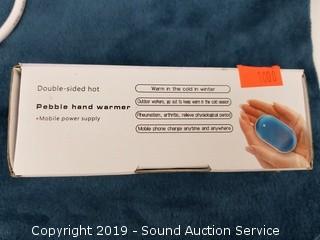 Double-sided hot
Pebble hand warmer
+Mobile power supply
Warm in the cold in winter
Outdoor workers, go out to keep warm in the cold season
Rheumatism, arthritis, relieve physiological period
Mobile phone charge anytime and anywhere
Copyright 2019 - Sound Auction Service